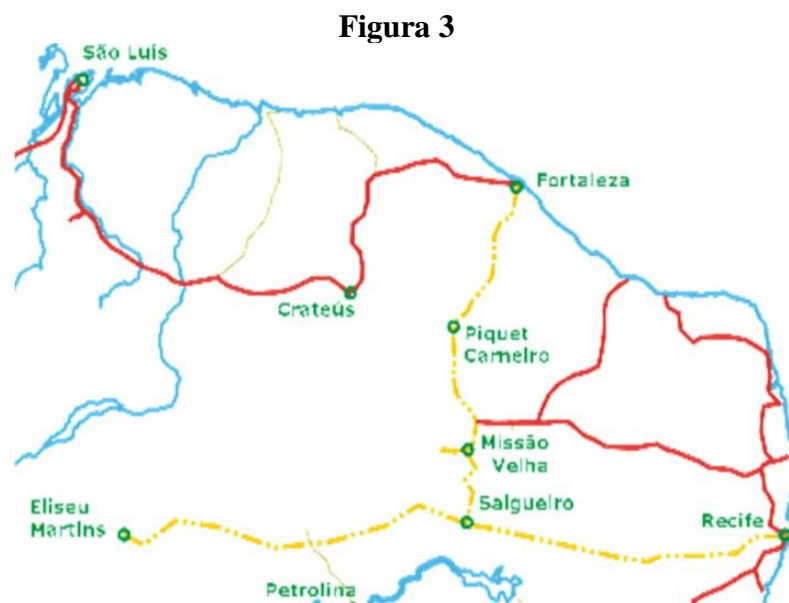 Figura 3
São Luis
Fortaleza
Crateús
Piquet
Carneiro
Missão
Velha
Eliseu
Martins
Salgueiro
Recife
Petrolina